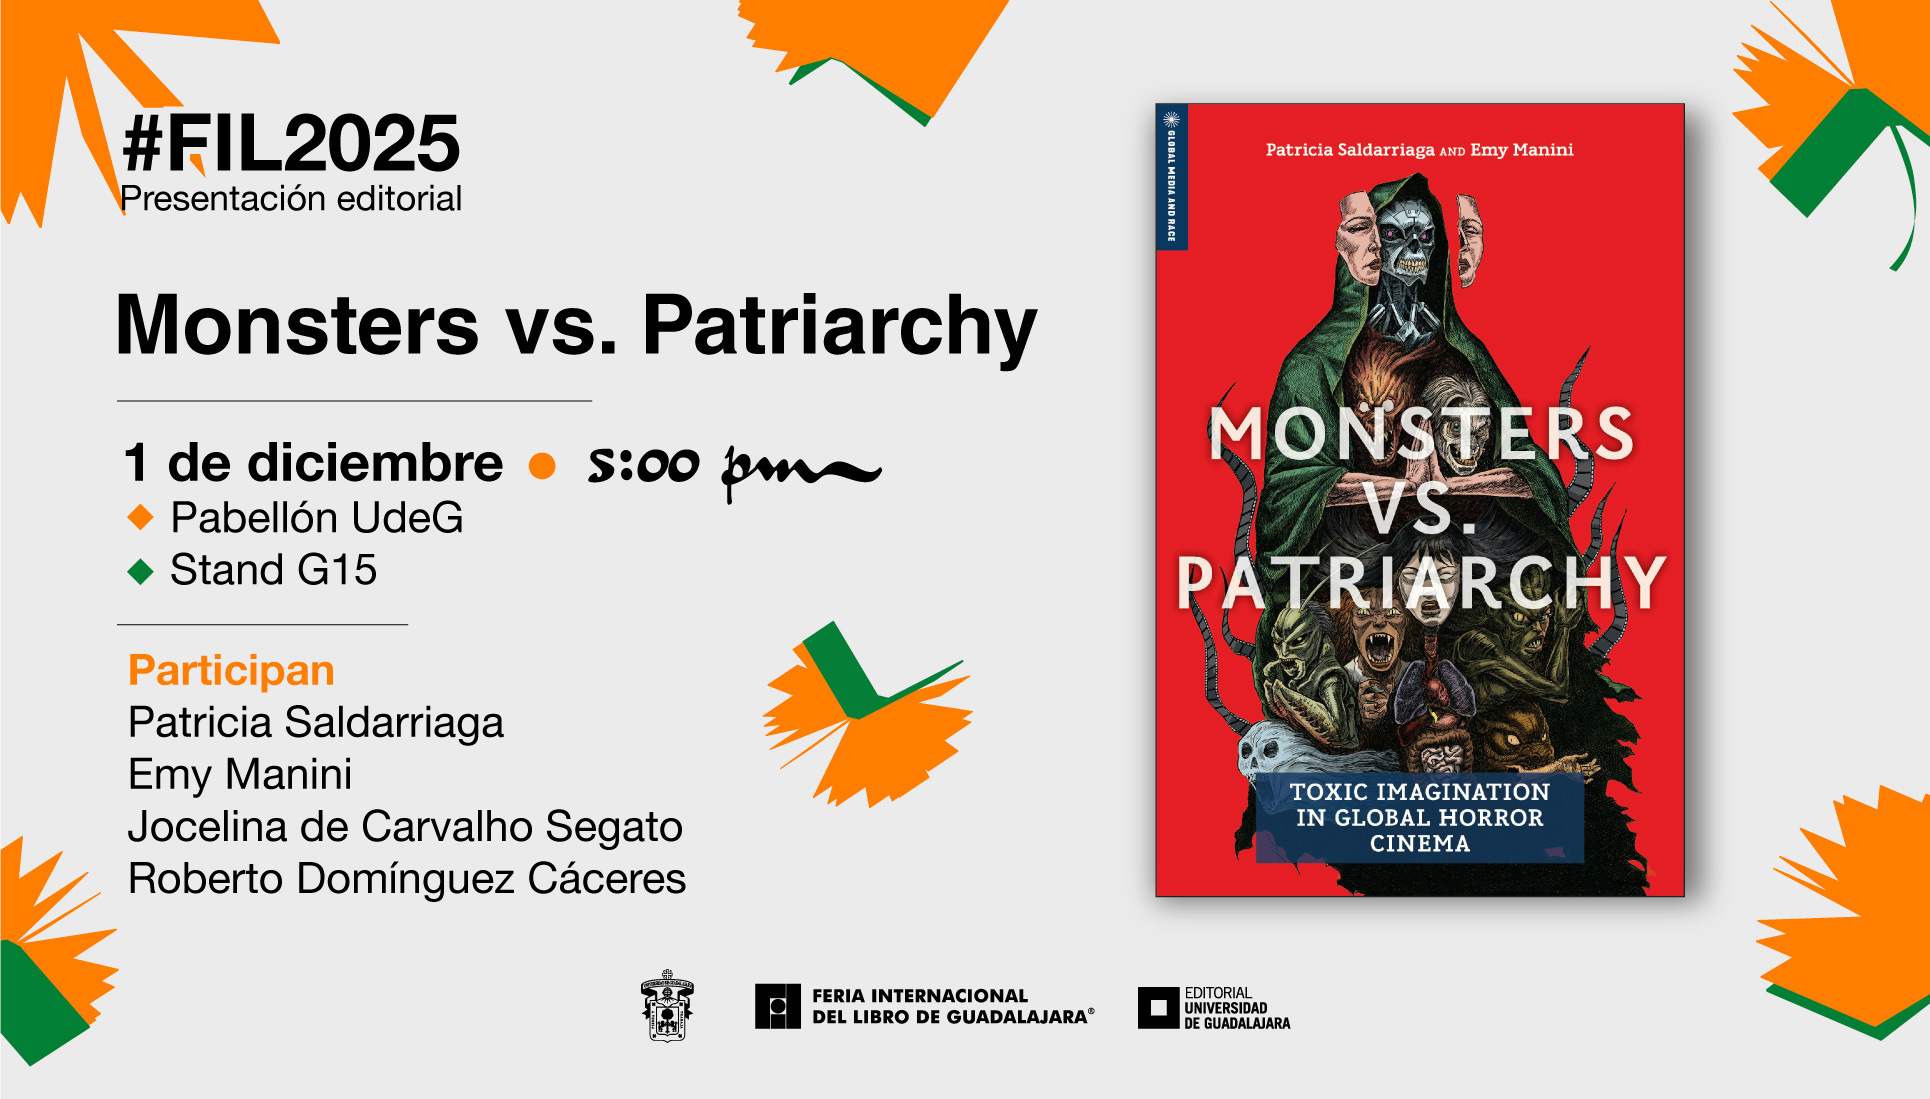 #FIL2025
Presentación editorial
Monsters vs. Patriarchy
1 de diciembre
5:00 pm
Pabellón UdeG
Stand G15
Participan
Patricia Saldarriaga
Emy Manini
Jocelina de Carvalho Segato
Roberto Domínguez Cáceres
GLOBAL MEDIA AND RACE
Patricia Saldarriaga AND Emy Manini
MONSTERS
VS.
PATRIARCHY
TOXIC IMAGINATION
IN GLOBAL HORROR
CINEMA
FERIA INTERNACIONAL
DEL LIBRO DE GUADALAJARA®
EDITORIAL
UNIVERSIDAD
DE GUADALAJARA